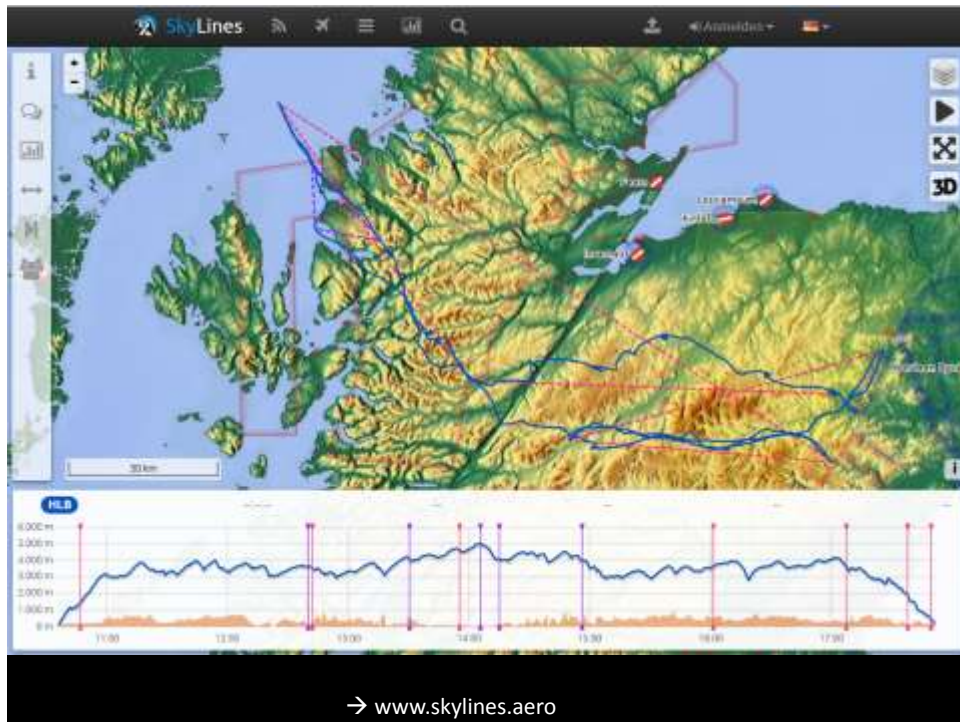 SkyLines
Anmelden
+
-
3D
30 km
i
HLB
6.000 m
5.000 m
4.000 m
3.000 m
2.000 m
1.000 m
0 m
11:00 12:00 13:00 14:00 15:00 16:00 17:00
→ www.skylines.aero